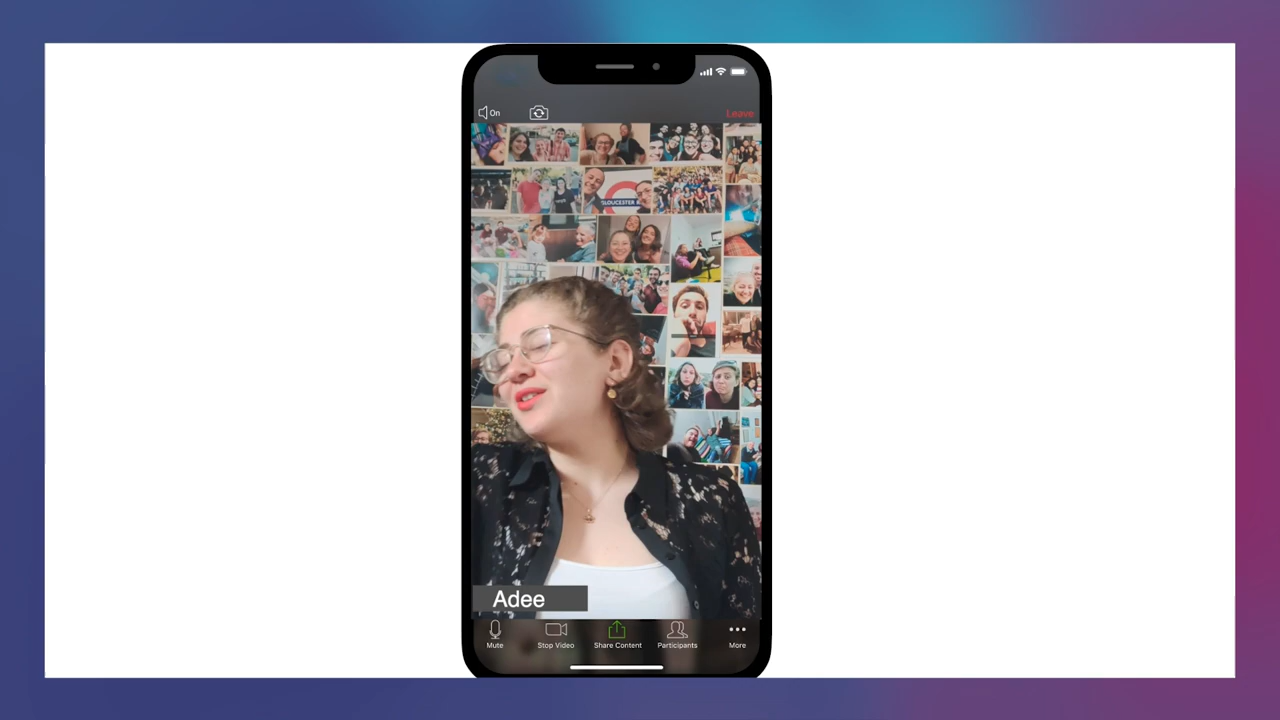 On
Leave
GLOUCESTER R
Adee
Mute
Stop Video
Share Content
Participants
More